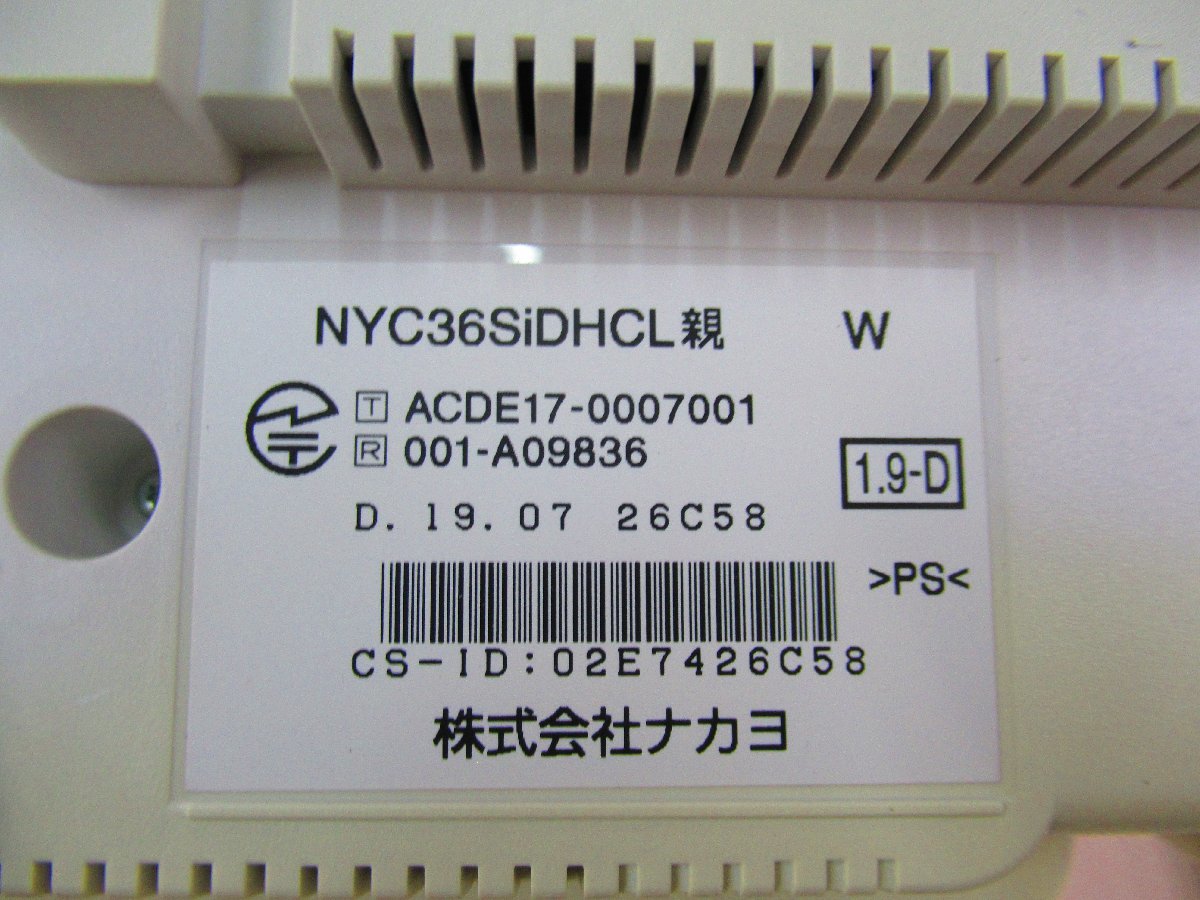 NYC36SiDHCL親 W
T ACDE17-0007001
R 001-A09836
1.9-D
D. 19. 07 26C58
>PS<
CS-ID:02E7426C58
株式会社ナカヨ